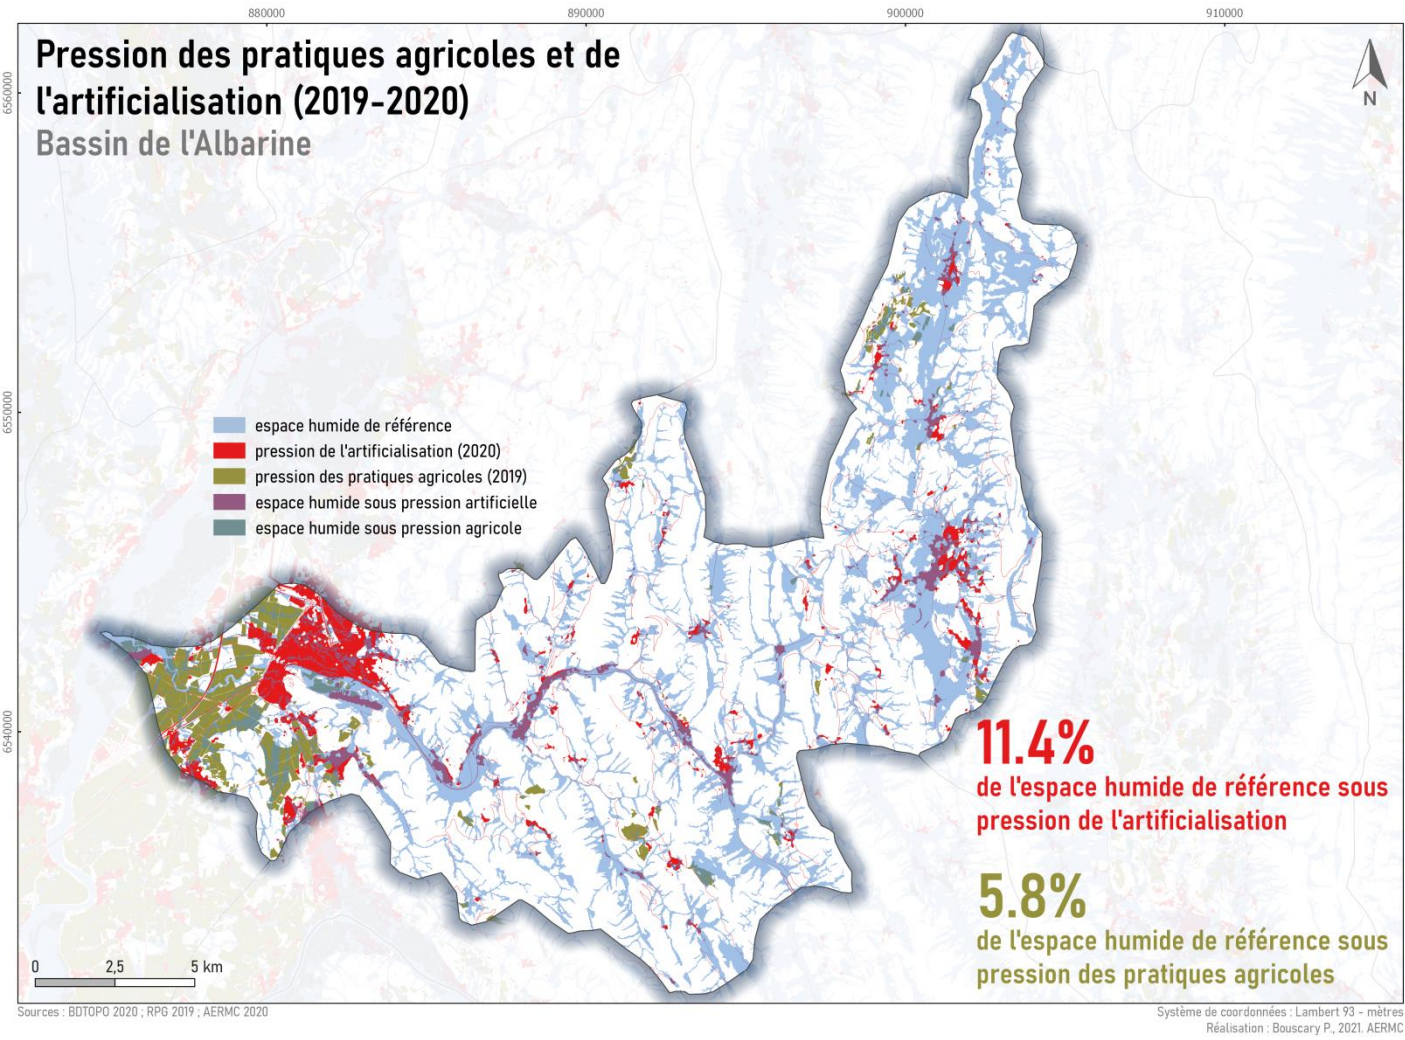 880000
890000
900000
910000
Pression des pratiques agricoles et de
l'artificialisation (2019-2020)
Bassin de l'Albarine
N
6560000
6550000
6540000
espace humide de référence
pression de l'artificialisation (2020)
pression des pratiques agricoles (2019)
espace humide sous pression artificielle
espace humide sous pression agricole
11.4%
de l'espace humide de référence sous
pression de l'artificialisation
5.8%
de l'espace humide de référence sous
pression des pratiques agricoles
0 2,5 5 km
Sources : BDTOPO 2020 ; RPG 2019 ; AERMC 2020
Système de coordonnées : Lambert 93 - mètres
Réalisation : Bouscary P., 2021. AERMC